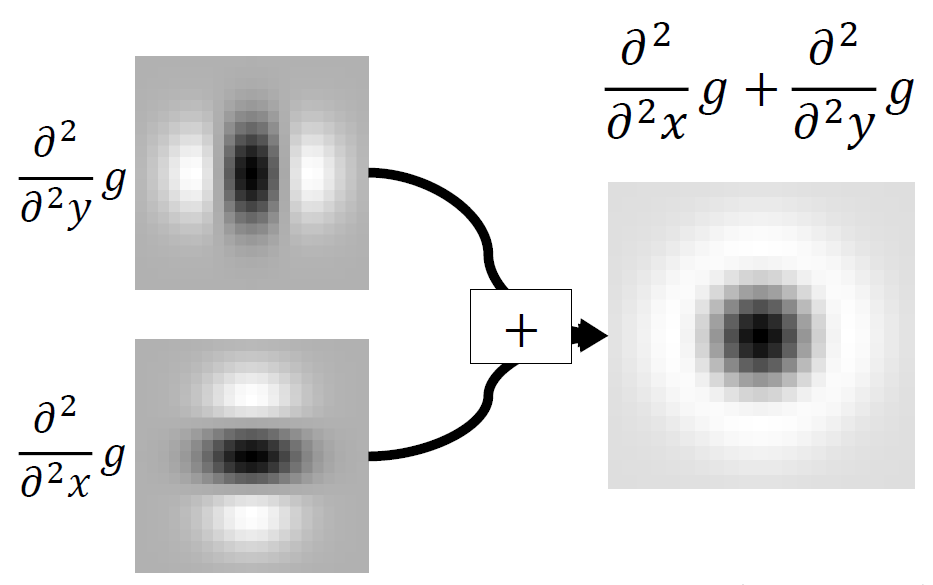 ∂²/∂²x g + ∂²/∂²y g
∂²/∂²y g
+
∂²/∂²x g